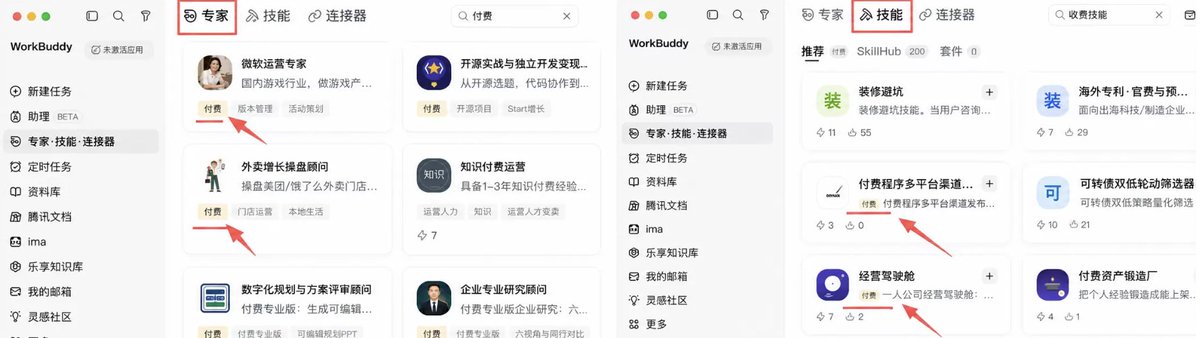 WorkBuddy
未激活应用
新建任务
助理 BETA
专家·技能·连接器
定时任务
资料库
腾讯文档
ima
乐享知识库
我的邮箱
灵感社区
专家
技能
连接器
付费
微软运营专家
国内游戏行业，做游戏产...
付费 版本管理 活动策划
开源实战与独立开发变现...
从开源选题，代码协作到...
付费 开源项目 Start增长
外卖增长操盘顾问
操盘美团/饿了么外卖门店...
付费 门店运营 本地生活
知识
知识付费运营
具备1-3年知识付费经验...
运营人力 知识 运营人才变卖
7
数字化规划与方案评审顾问
付费专业版：生成可编辑...
付费 付费专业版 可编辑规划PPT
企业专业研究顾问
付费专业版企业研究：六...
付费 付费专业版 六视角与同行对比
WorkBuddy
未激活应用
新建任务
助理 BETA
专家·技能·连接器
定时任务
资料库
腾讯文档
ima
乐享知识库
我的邮箱
灵感社区
更多
专家
技能
连接器
收费技能
推荐 付费 SkillHub 200 套件 0
装
装修避坑
装修避坑技能。当用户咨询...
11 55
装
海外专利·官费与预...
面向出海科技/制造企业...
7 29
付费程序多平台渠道...
付费 付费程序多平台渠道发布...
3 0
可
可转债双低轮动筛选器
可转债双低策略量化筛选
10 21
经营驾驶舱
付费 一人公司经营驾驶舱：...
7 2
付费资产锻造厂
把个人经验锻造成能上架...
4 1